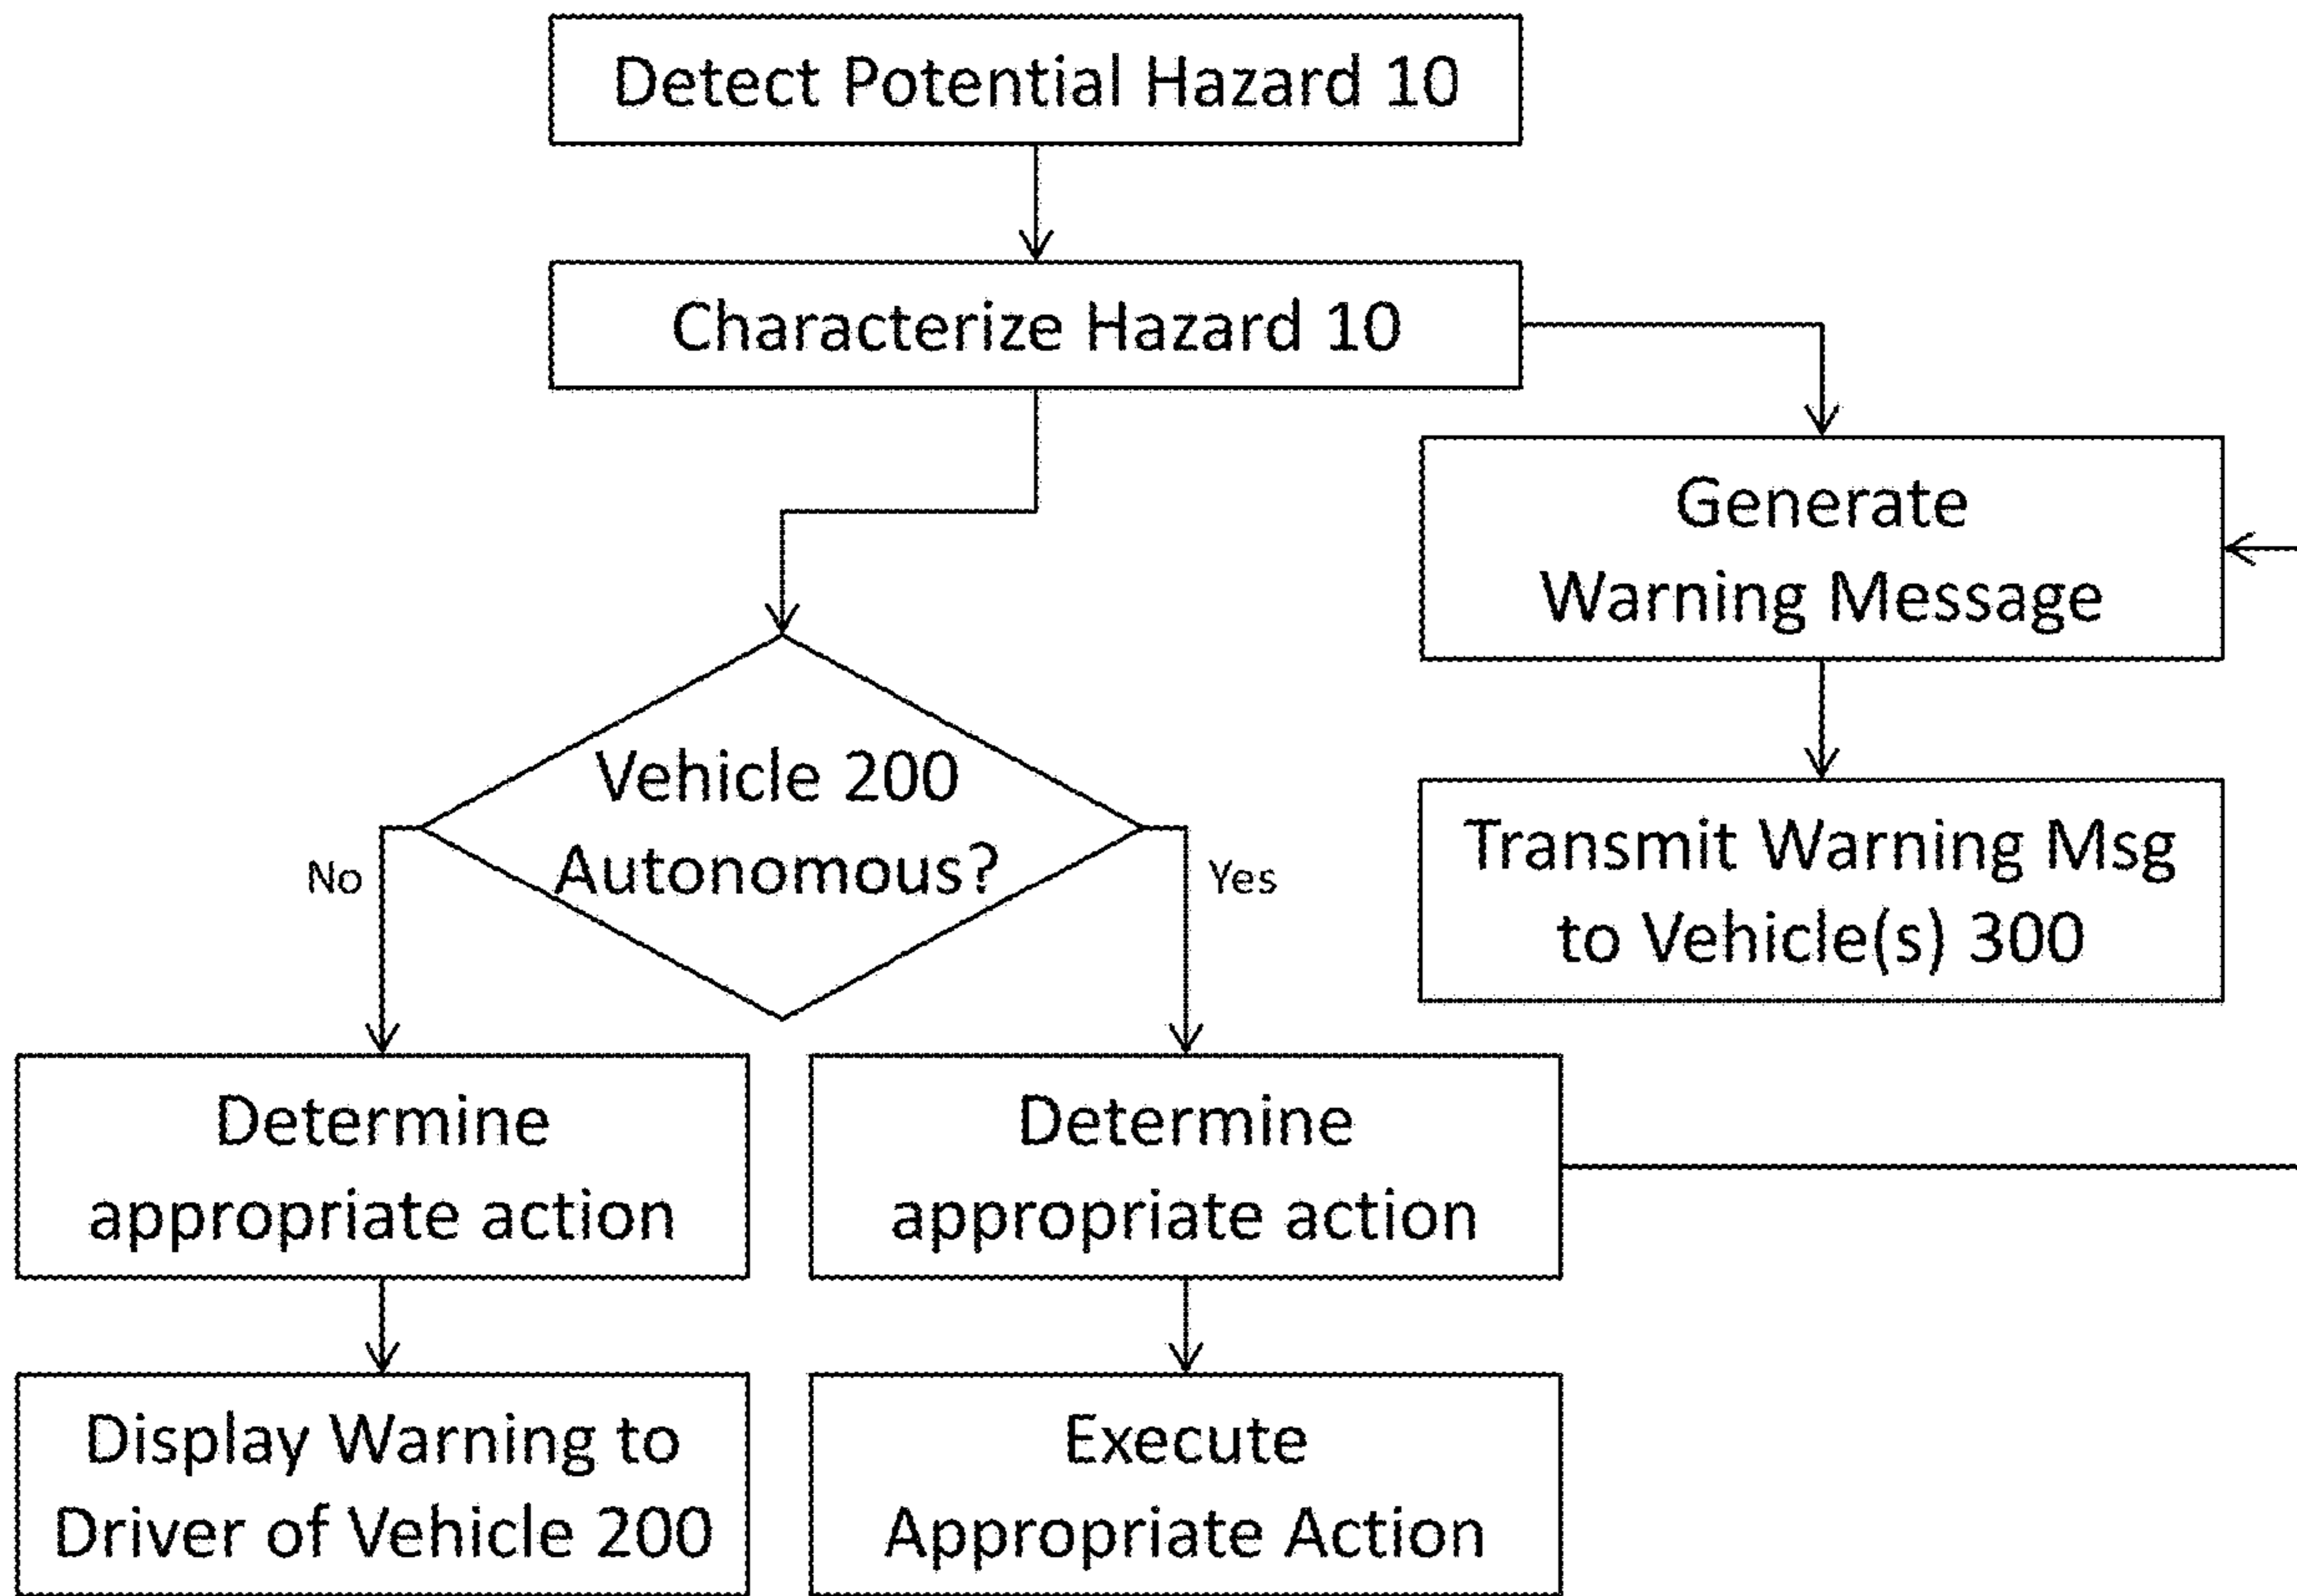 Detect Potential Hazard 10
Characterize Hazard 10
Generate
Warning Message
Vehicle 200
Autonomous?
No
Yes
Transmit Warning Msg
to Vehicle(s) 300
Determine
appropriate action
Determine
appropriate action
Display Warning to
Driver of Vehicle 200
Execute
Appropriate Action